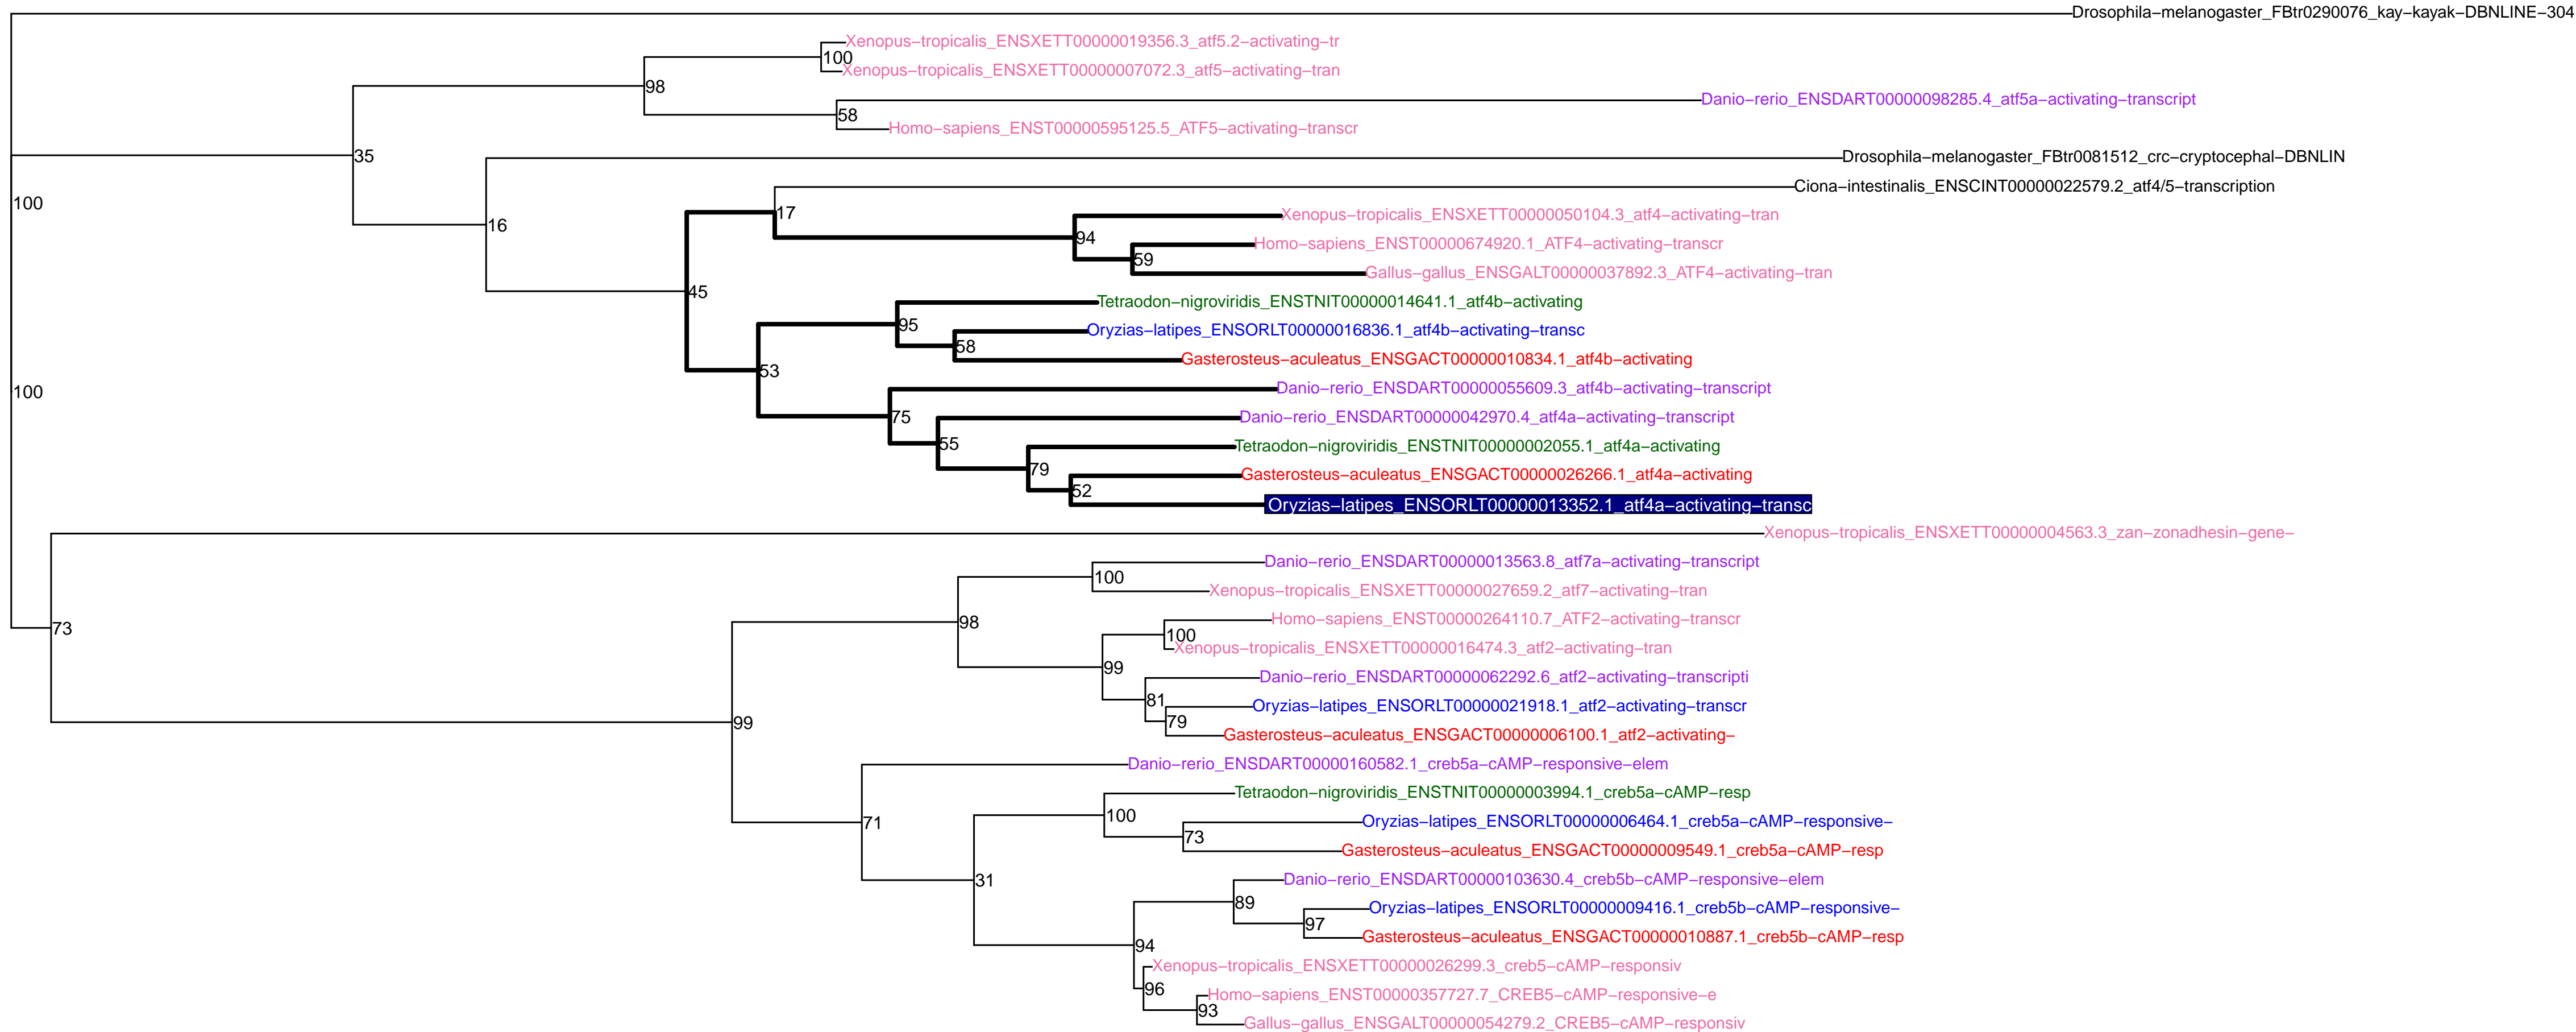 Drosophila−melanogaster_FBtr0290076_kay−kayak−DBNLINE−304
Xenopus−tropicalis_ENSXETT00000019356.3_atf5.2−activating−tr
100
Xenopus−tropicalis_ENSXETT00000007072.3_atf5−activating−tran
98
Danio−rerio_ENSDART00000098285.4_atf5a−activating−transcript
58
Homo−sapiens_ENST00000595125.5_ATF5−activating−transcr
35
Drosophila−melanogaster_FBtr0081512_crc−cryptocephal−DBNLIN
Ciona−intestinalis_ENSCINT00000022579.2_atf4/5−transcription
100
17
Xenopus−tropicalis_ENSXETT00000050104.3_atf4−activating−tran
16
94
Homo−sapiens_ENST00000674920.1_ATF4−activating−transcr
59
Gallus−gallus_ENSGALT00000037892.3_ATF4−activating−tran
45
Tetraodon−nigroviridis_ENSTNIT00000014641.1_atf4b−activating
95
Oryzias−latipes_ENSORLT00000016836.1_atf4b−activating−transc
58
Gasterosteus−aculeatus_ENSGACT00000010834.1_atf4b−activating
53
Danio−rerio_ENSDART00000055609.3_atf4b−activating−transcript
100
75
Danio−rerio_ENSDART00000042970.4_atf4a−activating−transcript
55
Tetraodon−nigroviridis_ENSTNIT00000002055.1_atf4a−activating
79
Gasterosteus−aculeatus_ENSGACT00000026266.1_atf4a−activating
52
Oryzias−latipes_ENSORLT00000013352.1_atf4a−activating−transc
Xenopus−tropicalis_ENSXETT00000004563.3_zan−zonadhesin−gene−
Danio−rerio_ENSDART00000013563.8_atf7a−activating−transcript
100
Xenopus−tropicalis_ENSXETT00000027659.2_atf7−activating−tran
98
Homo−sapiens_ENST00000264110.7_ATF2−activating−transcr
73
100
Xenopus−tropicalis_ENSXETT00000016474.3_atf2−activating−tran
99
Danio−rerio_ENSDART00000062292.6_atf2−activating−transcripti
81
Oryzias−latipes_ENSORLT00000021918.1_atf2−activating−transcr
79
99
Gasterosteus−aculeatus_ENSGACT00000006100.1_atf2−activating−
Danio−rerio_ENSDART00000160582.1_creb5a−cAMP−responsive−elem
Tetraodon−nigroviridis_ENSTNIT00000003994.1_creb5a−cAMP−resp
100
71
Oryzias−latipes_ENSORLT00000006464.1_creb5a−cAMP−responsive−
73
Gasterosteus−aculeatus_ENSGACT00000009549.1_creb5a−cAMP−resp
31
Danio−rerio_ENSDART00000103630.4_creb5b−cAMP−responsive−elem
89
Oryzias−latipes_ENSORLT00000009416.1_creb5b−cAMP−responsive−
97
Gasterosteus−aculeatus_ENSGACT00000010887.1_creb5b−cAMP−resp
94
Xenopus−tropicalis_ENSXETT00000026299.3_creb5−cAMP−responsiv
96
Homo−sapiens_ENST00000357727.7_CREB5−cAMP−responsive−e
93
Gallus−gallus_ENSGALT00000054279.2_CREB5−cAMP−responsiv